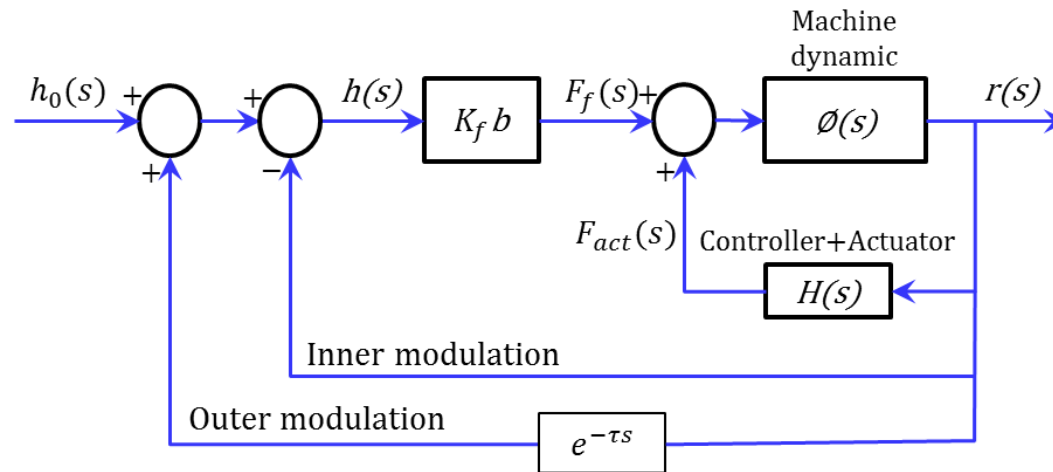 Machine
dynamic
h₀(s) + + h(s) K_f b F_f(s) + Ø(s) r(s)
+ − +
F_act(s) Controller+Actuator
H(s)
Inner modulation
Outer modulation
e^{−τs}